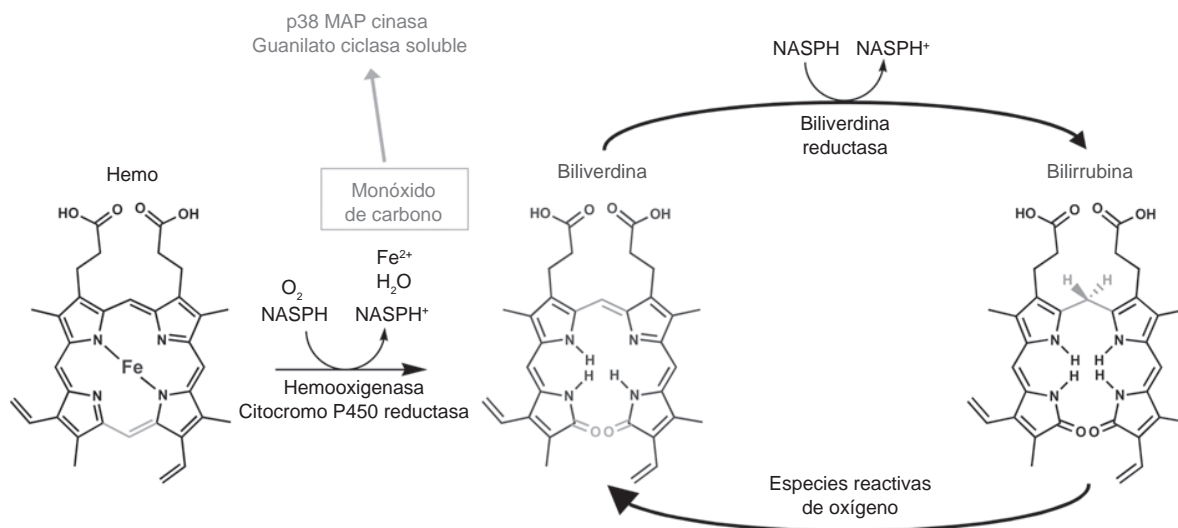 p38 MAP cinasa
Guanilato ciclasa soluble
NASPH NASPH⁺
Biliverdina
reductasa
Hemo
Monóxido
de carbono
Biliverdina
Bilirrubina
HO O O OH
HO O O OH
HO O O OH
Fe²⁺
H₂O
O₂
NASPH NASPH⁺
Hemooxigenasa
Citocromo P450 reductasa
N N
Fe
N N
N N
H
H H
N N
O O
H H
N N
H H
H H
N N
O O
Especies reactivas
de oxígeno